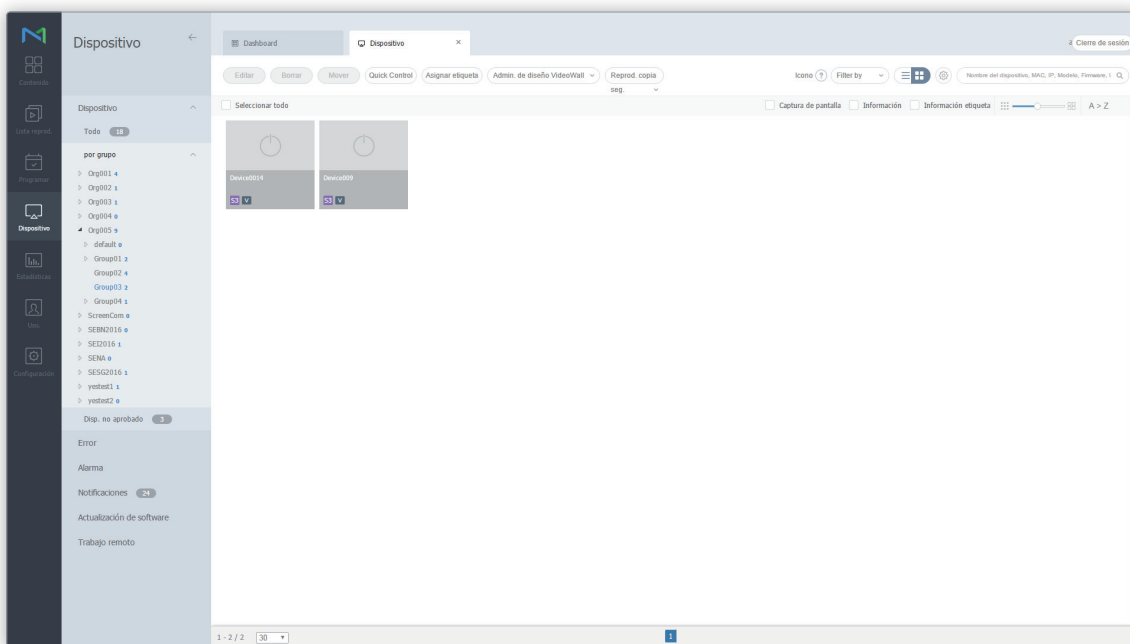 Dispositivo
Dashboard
Dispositivo
Cierre de sesión
Contenido
Lista reprod.
Programar
Dispositivo
Estadísticas
Configuración
Editar
Borrar
Mover
Quick Control
Asignar etiqueta
Admin. de diseño VideoWall
Reprod. copia
seg.
Icono
?
Filter by
Nombre del dispositivo, MAC, IP, Modelo, Firmware,
Seleccionar todo
Captura de pantalla
Información
Información etiqueta
A > Z
Dispositivo
Todo 18
por grupo
Org001 4
Org002 1
Org003 1
Org004 0
Org005 9
default 0
Group01 2
Group02 4
Group03 2
Group04 1
ScreenCom 0
SEBN2016 0
SEI2016 1
SENA 0
SESG2016 1
yestest1 1
yestest2 0
Disp. no aprobado 3
Error
Alarma
Notificaciones 24
Actualización de software
Trabajo remoto
Device0014
S3 V
Device009
S3 V
1 - 2 / 2
30
1